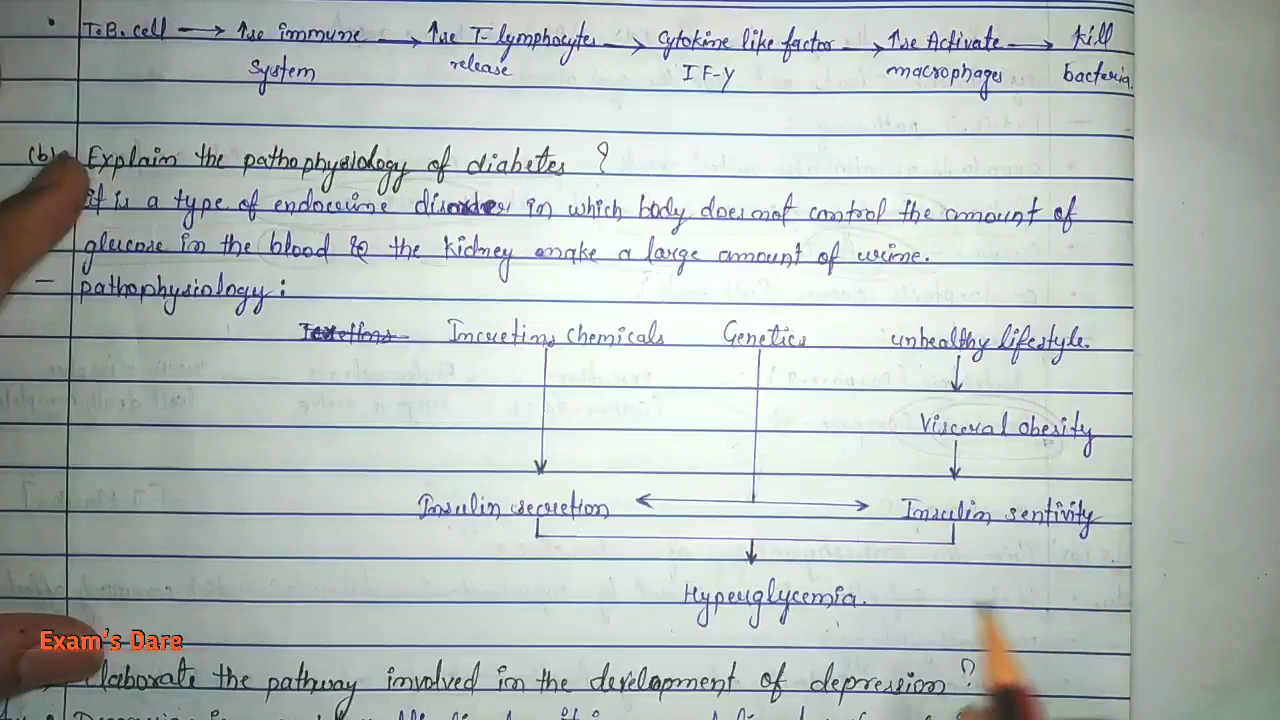 • T.B. cell → ↑se immune → ↑se T-lymphocytes → Cytokine like factor → ↑se Activate → kill
system release IF-γ macrophages bacteria.
(b) Explain the pathophysiology of diabetes ?
it is a type of endocrine disorder in which body does not control the amount of
glucose in the blood & the kidney make a large amount of urine.
– pathophysiology :
Incretins chemicals Genetics unhealthy lifestyle.
Visceral obesity
Insulin secretion Insulin sentivity
Hyperglycemia.
Exam's Dare
elaborate the pathway involved in the development of depression ?